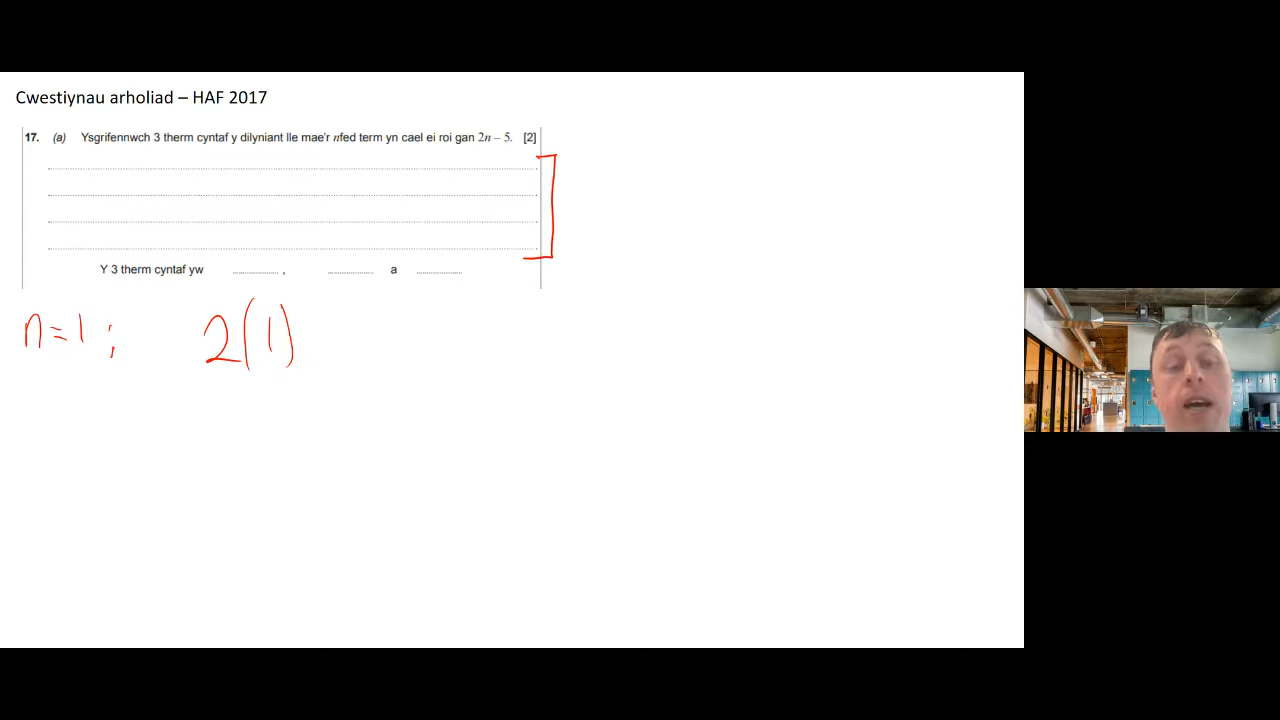 Cwestiynau arholiad – HAF 2017
17. (a) Ysgrifennwch 3 therm cyntaf y dilyniant lle mae'r nfed term yn cael ei roi gan 2n – 5. [2]
Y 3 therm cyntaf yw .................. , .................. a ..................
n=1 ; 2(1)